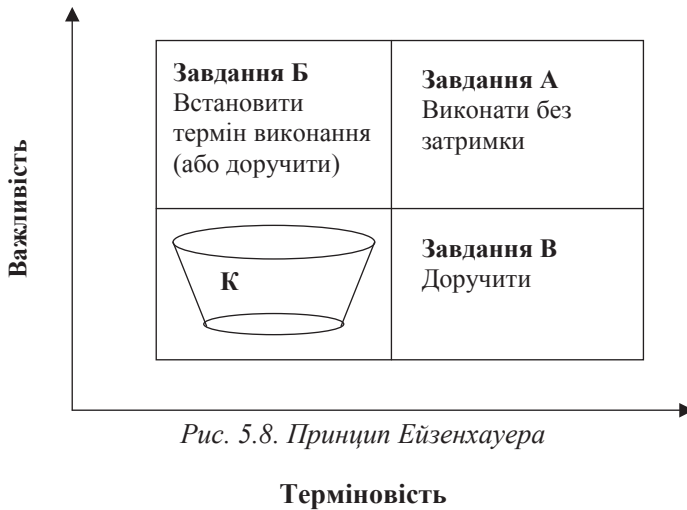 Важливість
Завдання Б
Встановити
термін виконання
(або доручити)
Завдання А
Виконати без
затримки
К
Завдання В
Доручити
Рис. 5.8. Принцип Ейзенхауера
Терміновість